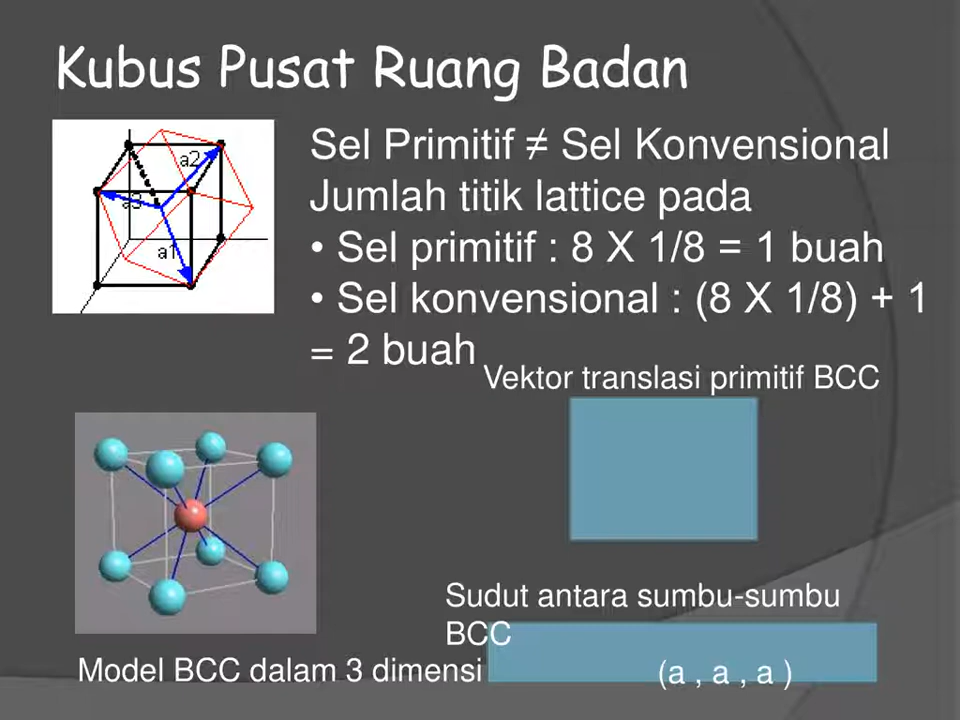 Kubus Pusat Ruang Badan
a2
a3
a1
Sel Primitif ≠ Sel Konvensional
Jumlah titik lattice pada
• Sel primitif : 8 X 1/8 = 1 buah
• Sel konvensional : (8 X 1/8) + 1
= 2 buah
Vektor translasi primitif BCC
Sudut antara sumbu-sumbu
BCC
Model BCC dalam 3 dimensi
(a , a , a )